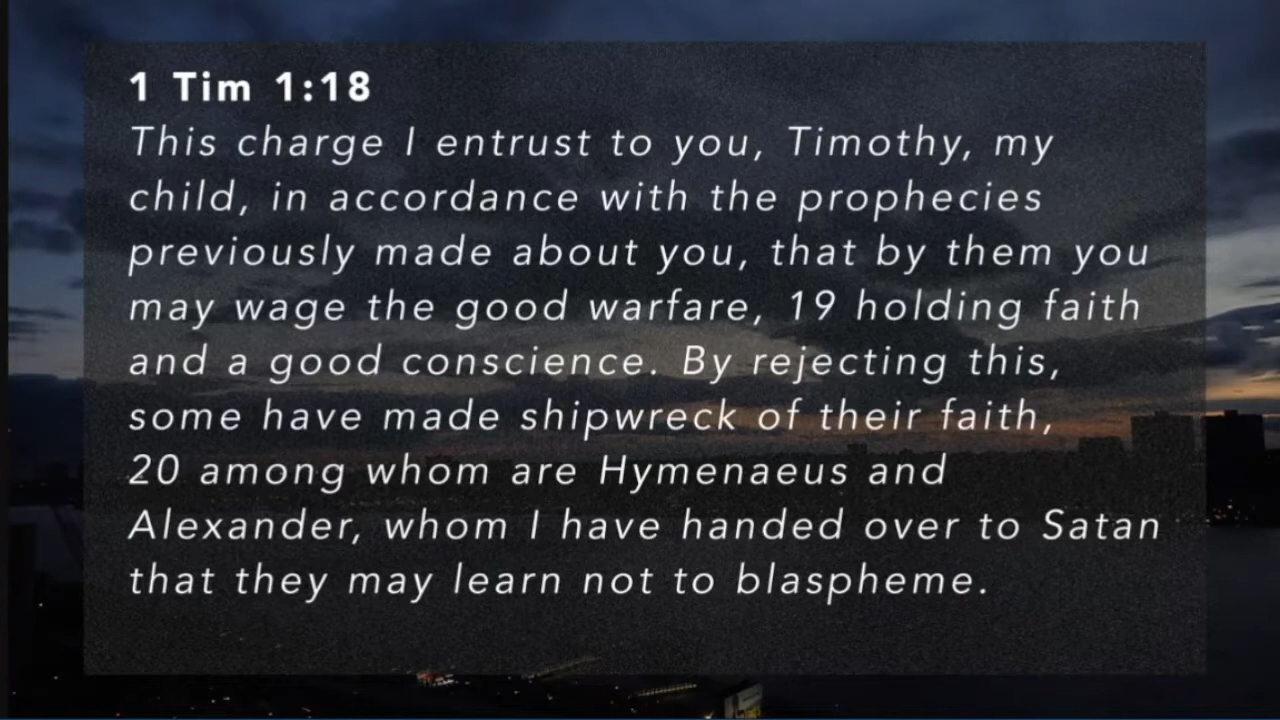 1 Tim 1:18
This charge I entrust to you, Timothy, my
child, in accordance with the prophecies
previously made about you, that by them you
may wage the good warfare, 19 holding faith
and a good conscience. By rejecting this,
some have made shipwreck of their faith,
20 among whom are Hymenaeus and
Alexander, whom I have handed over to Satan
that they may learn not to blaspheme.